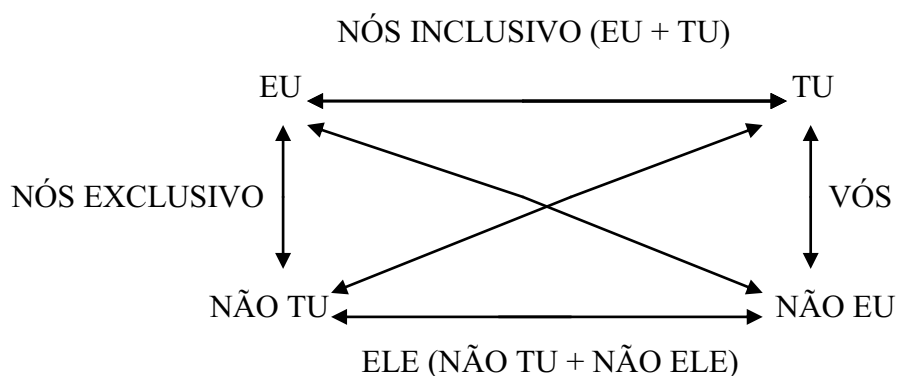 NÓS INCLUSIVO (EU + TU)
EU TU
NÓS EXCLUSIVO VÓS
NÃO TU NÃO EU
ELE (NÃO TU + NÃO ELE)